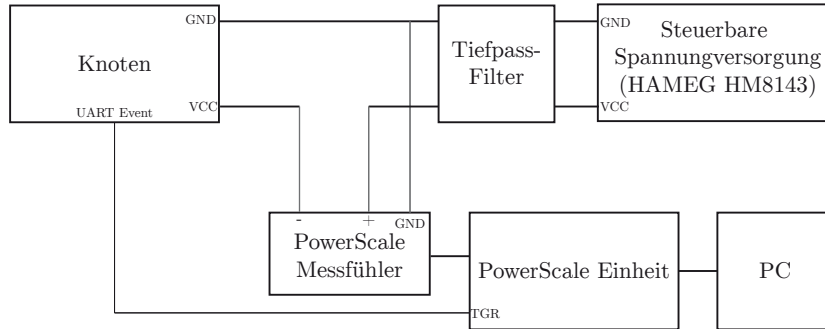 GND
Knoten
VCC
UART Event
Tiefpass-
Filter
GND
Steuerbare
Spannungversorgung
(HAMEG HM8143)
VCC
-
+
GND
PowerScale
Messfühler
PowerScale Einheit
TGR
PC